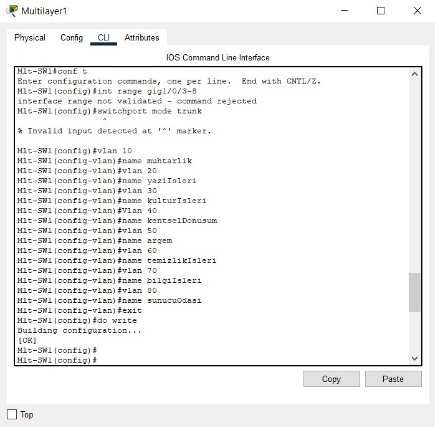 Multilayer1
Physical Config CLI Attributes
IOS Command Line Interface
Mlt-SW1#conf t
Enter configuration commands, one per line. End with CNTL/Z.
Mlt-SW1(config)#int range gig1/0/3-8
interface range not validated - command rejected
Mlt-SW1(config)#switchport mode trunk
^
% Invalid input detected at '^' marker.
Mlt-SW1(config)#vlan 10
Mlt-SW1(config-vlan)#name muhtarlik
Mlt-SW1(config-vlan)#vlan 20
Mlt-SW1(config-vlan)#name yaziIsleri
Mlt-SW1(config-vlan)#vlan 30
Mlt-SW1(config-vlan)#name kulturIsleri
Mlt-SW1(config-vlan)#Vlan 40
Mlt-SW1(config-vlan)#name kentselDonusum
Mlt-SW1(config-vlan)#vlan 50
Mlt-SW1(config-vlan)#name argem
Mlt-SW1(config-vlan)#vlan 60
Mlt-SW1(config-vlan)#name temizlikIsleri
Mlt-SW1(config-vlan)#vlan 70
Mlt-SW1(config-vlan)#name bilgiIsleri
Mlt-SW1(config-vlan)#vlan 80
Mlt-SW1(config-vlan)#name sunucuOdasi
Mlt-SW1(config-vlan)#exit
Mlt-SW1(config)#do write
Building configuration...
[OK]
Mlt-SW1(config)#
Mlt-SW1(config)#
Copy Paste
Top